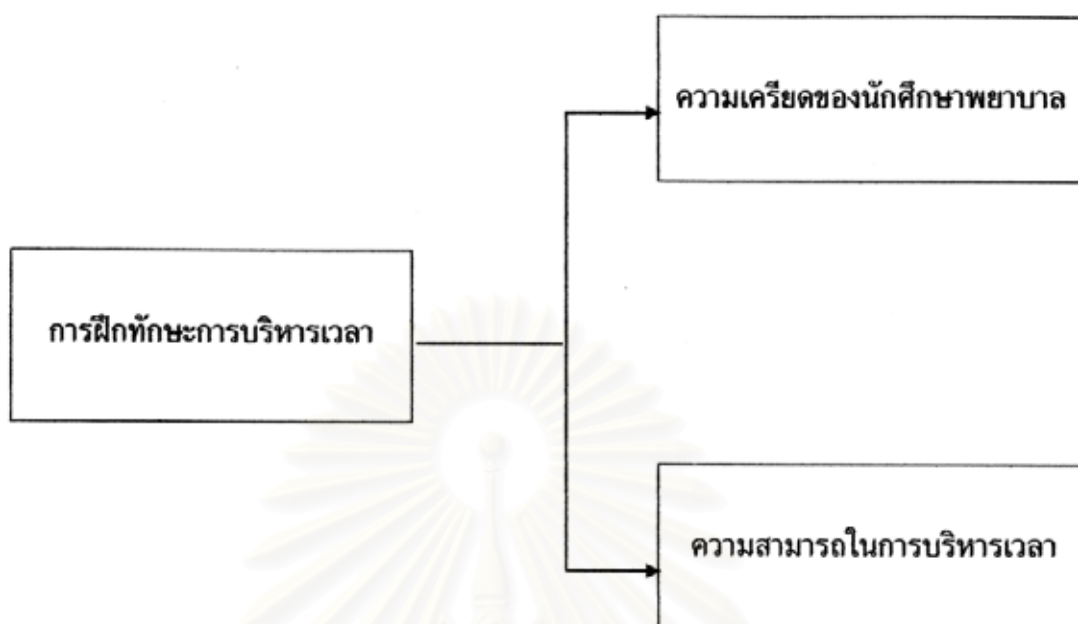 ความเครียดของนักศึกษาพยาบาล
การฝึกทักษะการบริหารเวลา
ความสามารถในการบริหารเวลา